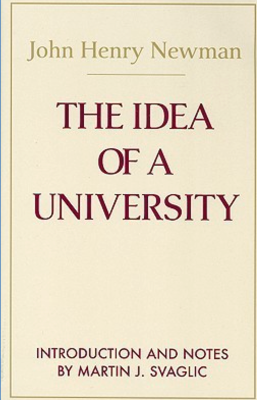 John Henry Newman
THE IDEA
OF A
UNIVERSITY
INTRODUCTION AND NOTES
BY MARTIN J. SVAGLIC